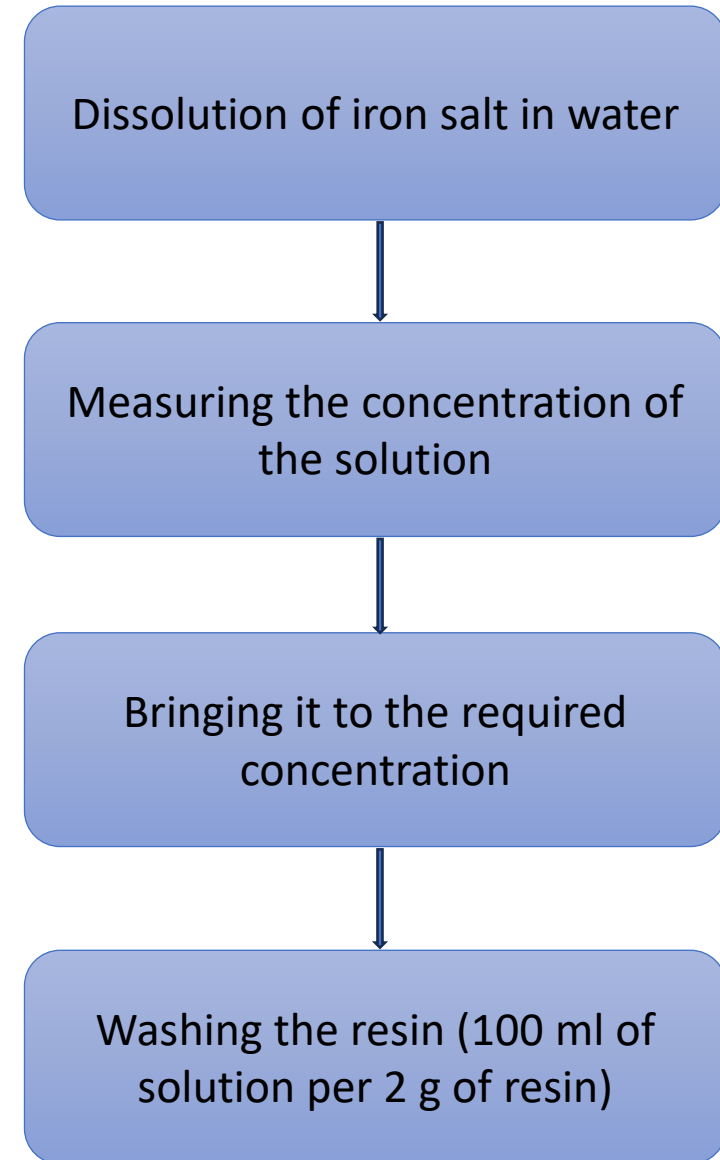 Dissolution of iron salt in water
Measuring the concentration of
the solution
Bringing it to the required
concentration
Washing the resin (100 ml of
solution per 2 g of resin)